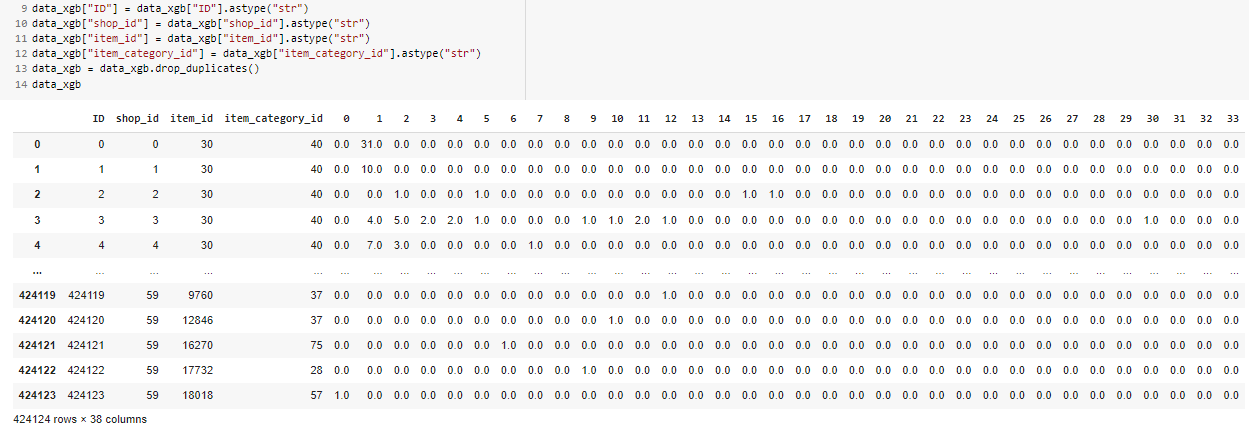 9 data_xgb["ID"] = data_xgb["ID"].astype("str")
10 data_xgb["shop_id"] = data_xgb["shop_id"].astype("str")
11 data_xgb["item_id"] = data_xgb["item_id"].astype("str")
12 data_xgb["item_category_id"] = data_xgb["item_category_id"].astype("str")
13 data_xgb = data_xgb.drop_duplicates()
14 data_xgb
ID shop_id item_id item_category_id 0 1 2 3 4 5 6 7 8 9 10 11 12 13 14 15 16 17 18 19 20 21 22 23 24 25 26 27 28 29 30 31 32 33
0 0 0 30 40 0.0 31.0 0.0 0.0 0.0 0.0 0.0 0.0 0.0 0.0 0.0 0.0 0.0 0.0 0.0 0.0 0.0 0.0 0.0 0.0 0.0 0.0 0.0 0.0 0.0 0.0 0.0 0.0 0.0 0.0 0.0 0.0 0.0 0.0
1 1 1 30 40 0.0 10.0 0.0 0.0 0.0 0.0 0.0 0.0 0.0 0.0 0.0 0.0 0.0 0.0 0.0 0.0 0.0 0.0 0.0 0.0 0.0 0.0 0.0 0.0 0.0 0.0 0.0 0.0 0.0 0.0 0.0 0.0 0.0 0.0
2 2 2 30 40 0.0 0.0 1.0 0.0 0.0 1.0 0.0 0.0 0.0 0.0 0.0 0.0 0.0 0.0 0.0 1.0 1.0 0.0 0.0 0.0 0.0 0.0 0.0 0.0 0.0 0.0 0.0 0.0 0.0 0.0 0.0 0.0 0.0 0.0
3 3 3 30 40 0.0 4.0 5.0 2.0 2.0 1.0 0.0 0.0 0.0 1.0 1.0 2.0 1.0 0.0 0.0 0.0 0.0 0.0 0.0 0.0 0.0 0.0 0.0 0.0 0.0 0.0 0.0 0.0 0.0 0.0 1.0 0.0 0.0 0.0
4 4 4 30 40 0.0 7.0 3.0 0.0 0.0 0.0 0.0 1.0 0.0 0.0 0.0 0.0 0.0 0.0 0.0 0.0 0.0 0.0 0.0 0.0 0.0 0.0 0.0 0.0 0.0 0.0 0.0 0.0 0.0 0.0 0.0 0.0 0.0 0.0
... ... ... ... ... ... ... ... ... ... ... ... ... ... ... ... ... ... ... ... ... ... ... ... ... ... ... ... ... ... ... ... ... ... ... ... ... ... ...
424119 424119 59 9760 37 0.0 0.0 0.0 0.0 0.0 0.0 0.0 0.0 0.0 0.0 0.0 0.0 1.0 0.0 0.0 0.0 0.0 0.0 0.0 0.0 0.0 0.0 0.0 0.0 0.0 0.0 0.0 0.0 0.0 0.0 0.0 0.0 0.0 0.0
424120 424120 59 12846 37 0.0 0.0 0.0 0.0 0.0 0.0 0.0 0.0 0.0 0.0 1.0 0.0 0.0 0.0 0.0 0.0 0.0 0.0 0.0 0.0 0.0 0.0 0.0 0.0 0.0 0.0 0.0 0.0 0.0 0.0 0.0 0.0 0.0 0.0
424121 424121 59 16270 75 0.0 0.0 0.0 0.0 0.0 0.0 1.0 0.0 0.0 0.0 0.0 0.0 0.0 0.0 0.0 0.0 0.0 0.0 0.0 0.0 0.0 0.0 0.0 0.0 0.0 0.0 0.0 0.0 0.0 0.0 0.0 0.0 0.0 0.0
424122 424122 59 17732 28 0.0 0.0 0.0 0.0 0.0 0.0 0.0 0.0 0.0 1.0 0.0 0.0 0.0 0.0 0.0 0.0 0.0 0.0 0.0 0.0 0.0 0.0 0.0 0.0 0.0 0.0 0.0 0.0 0.0 0.0 0.0 0.0 0.0 0.0
424123 424123 59 18018 57 1.0 0.0 0.0 0.0 0.0 0.0 0.0 0.0 0.0 0.0 0.0 0.0 0.0 0.0 0.0 0.0 0.0 0.0 0.0 0.0 0.0 0.0 0.0 0.0 0.0 0.0 0.0 0.0 0.0 0.0 0.0 0.0 0.0 0.0
424124 rows × 38 columns